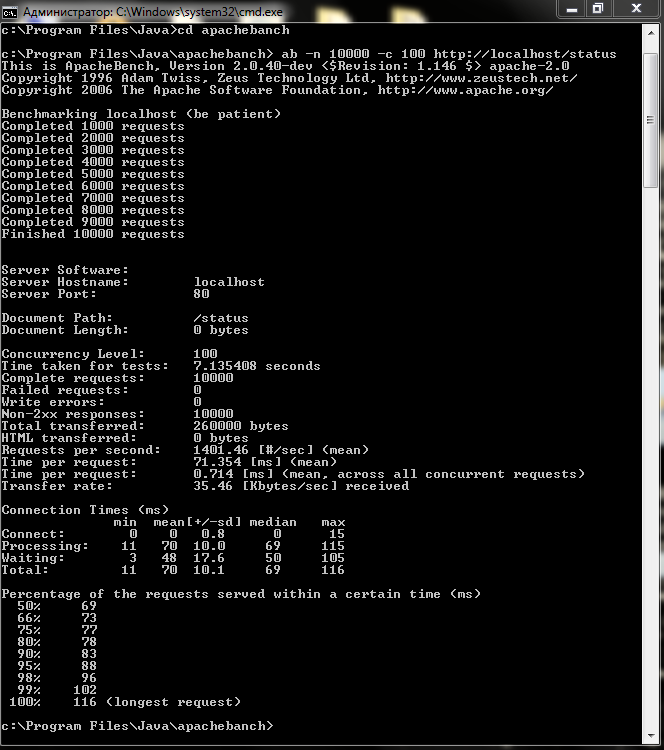 Администратор: C:\Windows\system32\cmd.exe
c:\Program Files\Java>cd apachebanch
c:\Program Files\Java\apachebanch> ab -n 10000 -c 100 http://localhost/status
This is ApacheBench, Version 2.0.40-dev <$Revision: 1.146 $> apache-2.0
Copyright 1996 Adam Twiss, Zeus Technology Ltd, http://www.zeustech.net/
Copyright 2006 The Apache Software Foundation, http://www.apache.org/
Benchmarking localhost (be patient)
Completed 1000 requests
Completed 2000 requests
Completed 3000 requests
Completed 4000 requests
Completed 5000 requests
Completed 6000 requests
Completed 7000 requests
Completed 8000 requests
Completed 9000 requests
Finished 10000 requests
Server Software:
Server Hostname: localhost
Server Port: 80
Document Path: /status
Document Length: 0 bytes
Concurrency Level: 100
Time taken for tests: 7.135408 seconds
Complete requests: 10000
Failed requests: 0
Write errors: 0
Non-2xx responses: 10000
Total transferred: 260000 bytes
HTML transferred: 0 bytes
Requests per second: 1401.46 [#/sec] (mean)
Time per request: 71.354 [ms] (mean)
Time per request: 0.714 [ms] (mean, across all concurrent requests)
Transfer rate: 35.46 [Kbytes/sec] received
Connection Times (ms)
min mean[+/-sd] median max
Connect: 0 0 0.8 0 15
Processing: 11 70 10.0 69 115
Waiting: 3 48 17.6 50 105
Total: 11 70 10.1 69 116
Percentage of the requests served within a certain time (ms)
50% 69
66% 73
75% 77
80% 78
90% 83
95% 88
98% 96
99% 102
100% 116 (longest request)
c:\Program Files\Java\apachebanch>